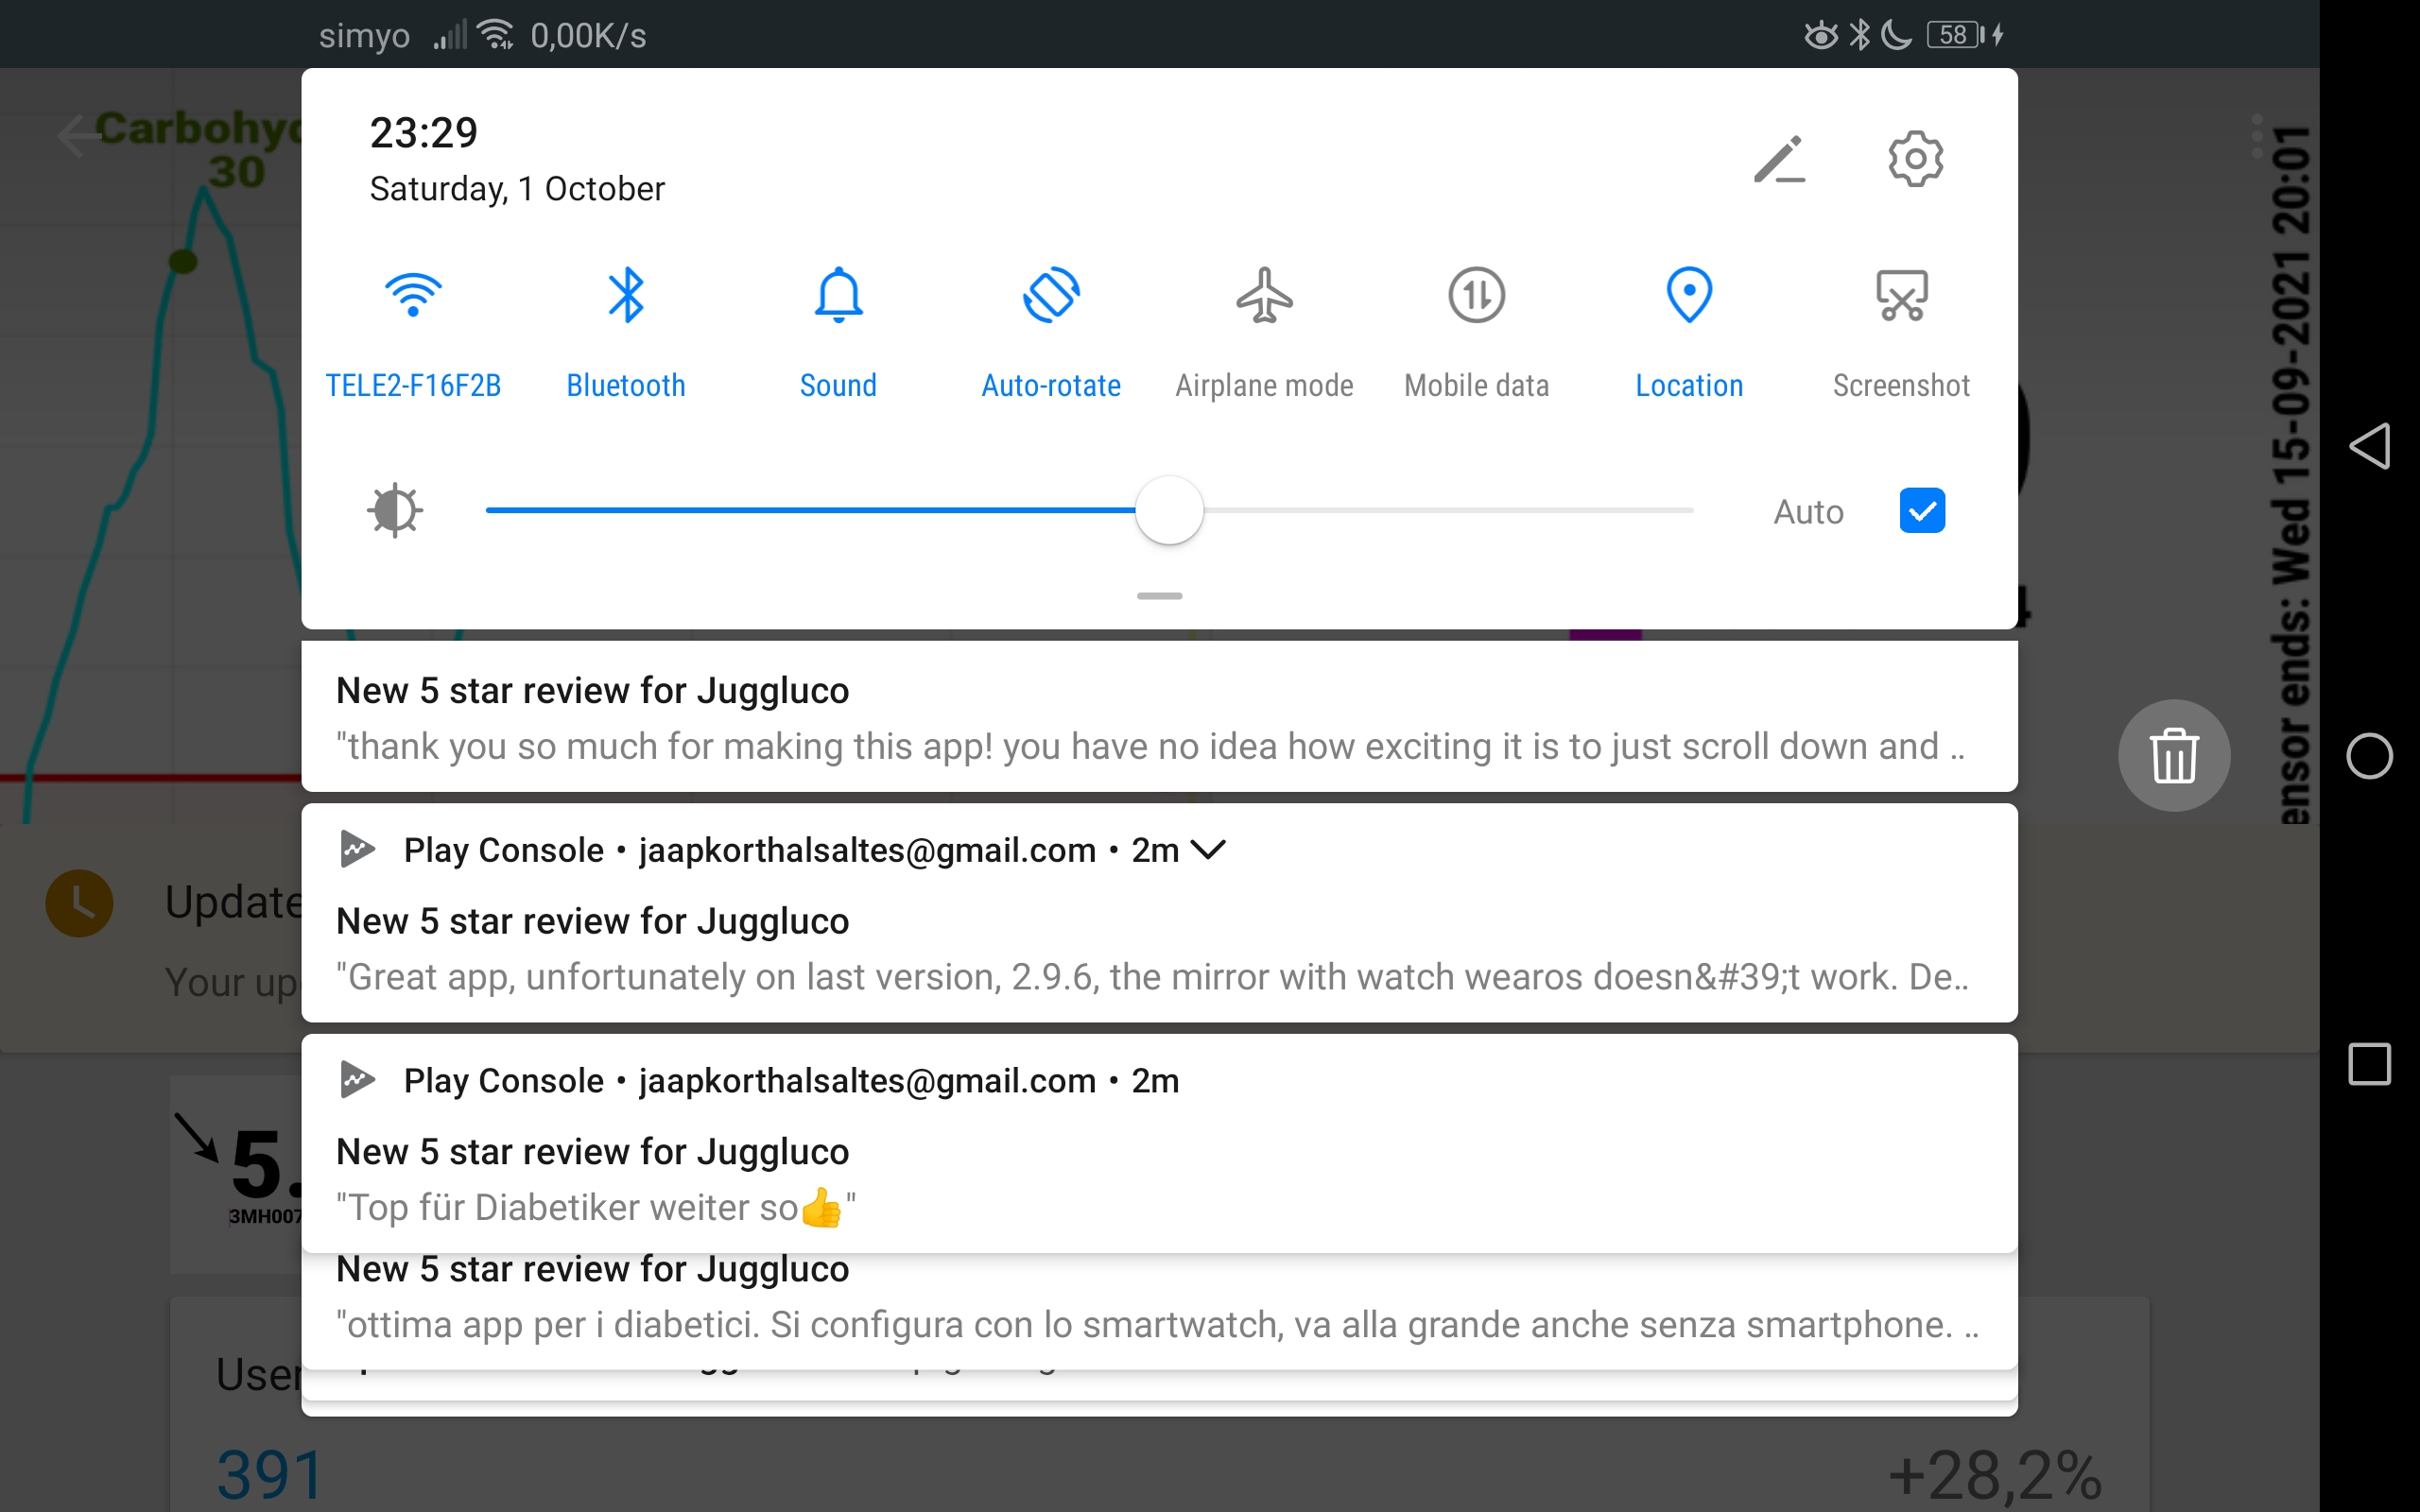 simyo 0,00K/s 58
Carbohyd
30
23:29
Saturday, 1 October
TELE2-F16F2B Bluetooth Sound Auto-rotate Airplane mode Mobile data Location Screenshot
Auto
ensor ends: Wed 15-09-2021 20:01
New 5 star review for Juggluco
"thank you so much for making this app! you have no idea how exciting it is to just scroll down and ..
Play Console • jaapkorthalsaltes@gmail.com • 2m
New 5 star review for Juggluco
"Great app, unfortunately on last version, 2.9.6, the mirror with watch wearos doesn&#39;t work. De..
Update
Your up
Play Console • jaapkorthalsaltes@gmail.com • 2m
New 5 star review for Juggluco
"Top für Diabetiker weiter so👍"
5.
3MH007
New 5 star review for Juggluco
"ottima app per i diabetici. Si configura con lo smartwatch, va alla grande anche senza smartphone. ..
User
391 +28,2%